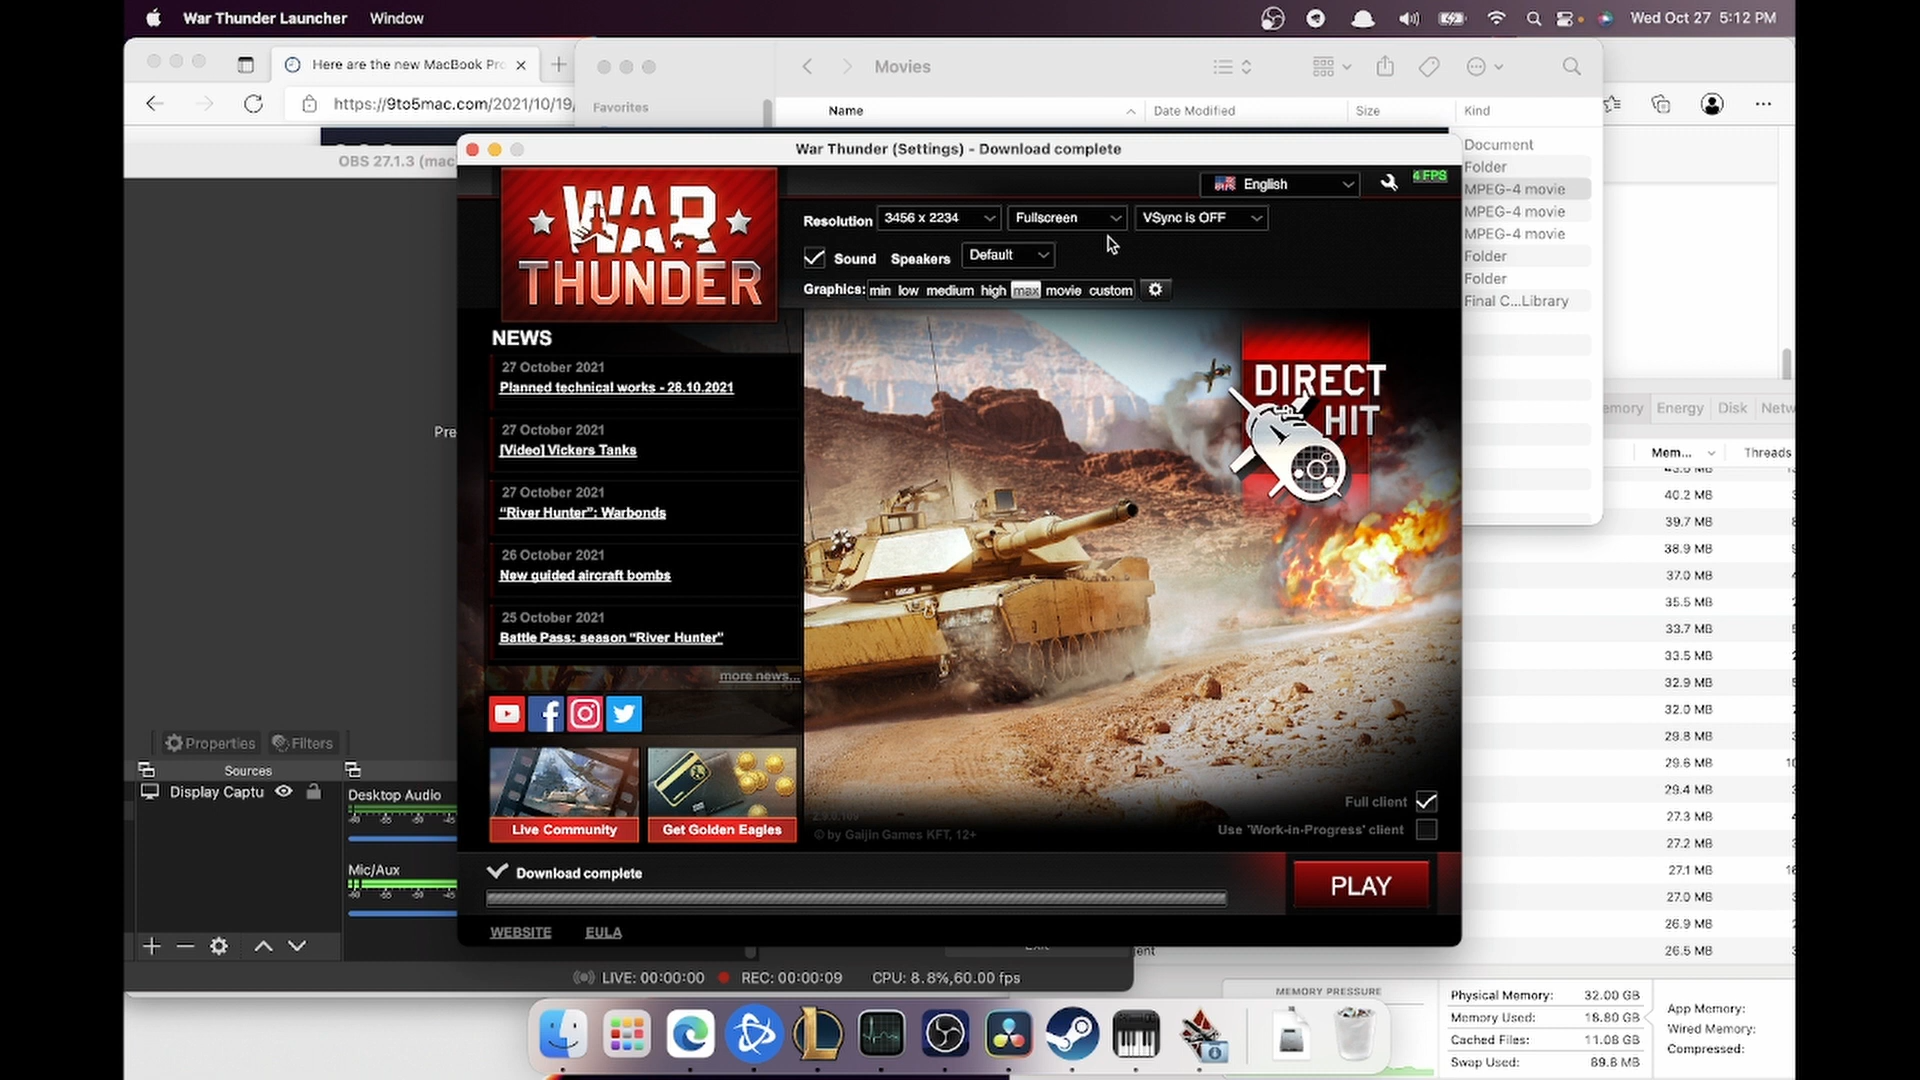 War Thunder Launcher Window
Wed Oct 27 5:12 PM
Here are the new MacBook Pro
https://9to5mac.com/2021/10/19/
Movies
Favorites
Name
Date Modified
Size
Kind
Document
Folder
MPEG-4 movie
MPEG-4 movie
MPEG-4 movie
Folder
Folder
Final C...Library
OBS 27.1.3 (mac
War Thunder (Settings) - Download complete
WAR
THUNDER
English
4 FPS
Resolution 3456 x 2234 Fullscreen VSync is OFF
Sound Speakers Default
Graphics: min low medium high max movie custom
NEWS
27 October 2021
Planned technical works - 28.10.2021
27 October 2021
[Video] Vickers Tanks
27 October 2021
“River Hunter”: Warbonds
26 October 2021
New guided aircraft bombs
25 October 2021
Battle Pass: season “River Hunter”
more news...
DIRECT
HIT
Live Community
Get Golden Eagles
Full client
Use 'Work-in-Progress' client
© by Gaijin Games KFT, 12+
Download complete
PLAY
WEBSITE EULA
Pre
Properties Filters
Sources
Display Captu
Desktop Audio
Mic/Aux
LIVE: 00:00:00 REC: 00:00:09 CPU: 8.8%,60.00 fps
emory Energy Disk Netw
Mem... Threads
40.2 MB
39.7 MB
38.9 MB
37.0 MB
35.5 MB
33.7 MB
33.5 MB
32.9 MB
32.0 MB
29.8 MB
29.6 MB
29.4 MB
27.3 MB
27.2 MB
27.1 MB
27.0 MB
26.9 MB
26.5 MB
MEMORY PRESSURE
Physical Memory: 32.00 GB
Memory Used: 18.80 GB
Cached Files: 11.08 GB
Swap Used: 89.8 MB
App Memory:
Wired Memory:
Compressed: